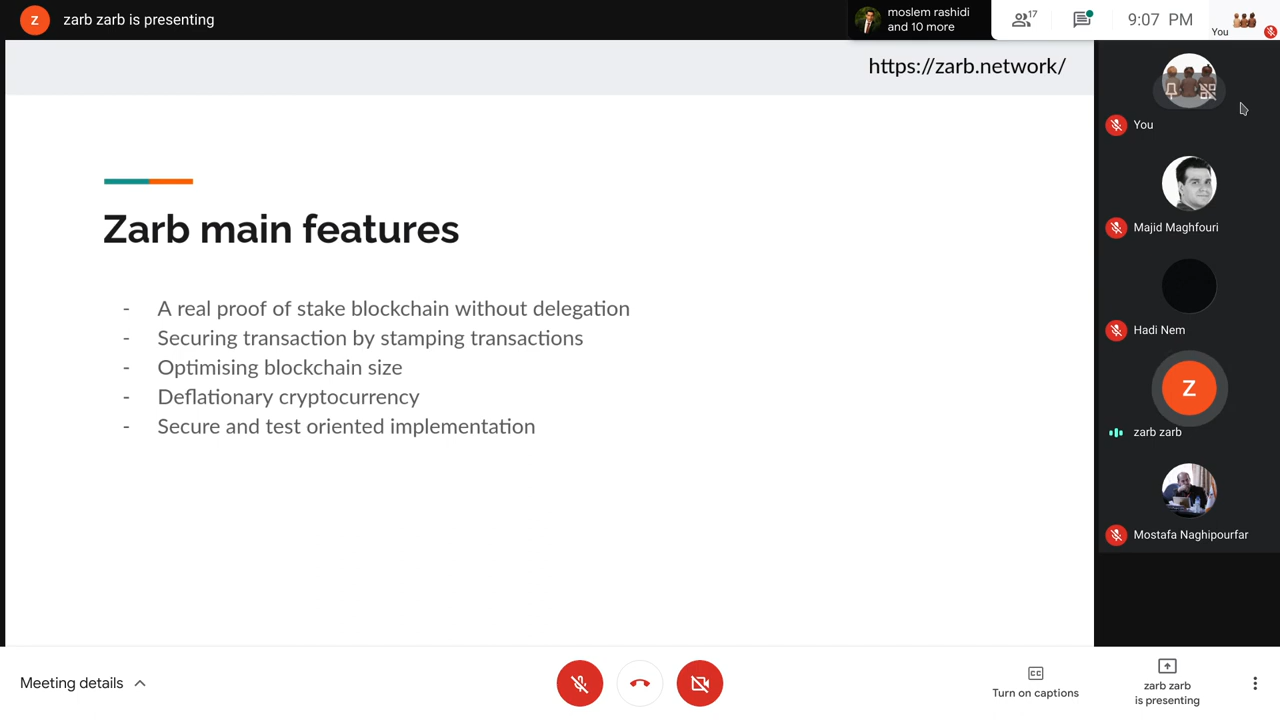 Z
zarb zarb is presenting
moslem rashidi
and 10 more
17
9:07 PM
You
https://zarb.network/
Zarb main features
- A real proof of stake blockchain without delegation
- Securing transaction by stamping transactions
- Optimising blockchain size
- Deflationary cryptocurrency
- Secure and test oriented implementation
You
Majid Maghfouri
Hadi Nem
Z
zarb zarb
Mostafa Naghipourfar
Meeting details
CC
Turn on captions
zarb zarb
is presenting